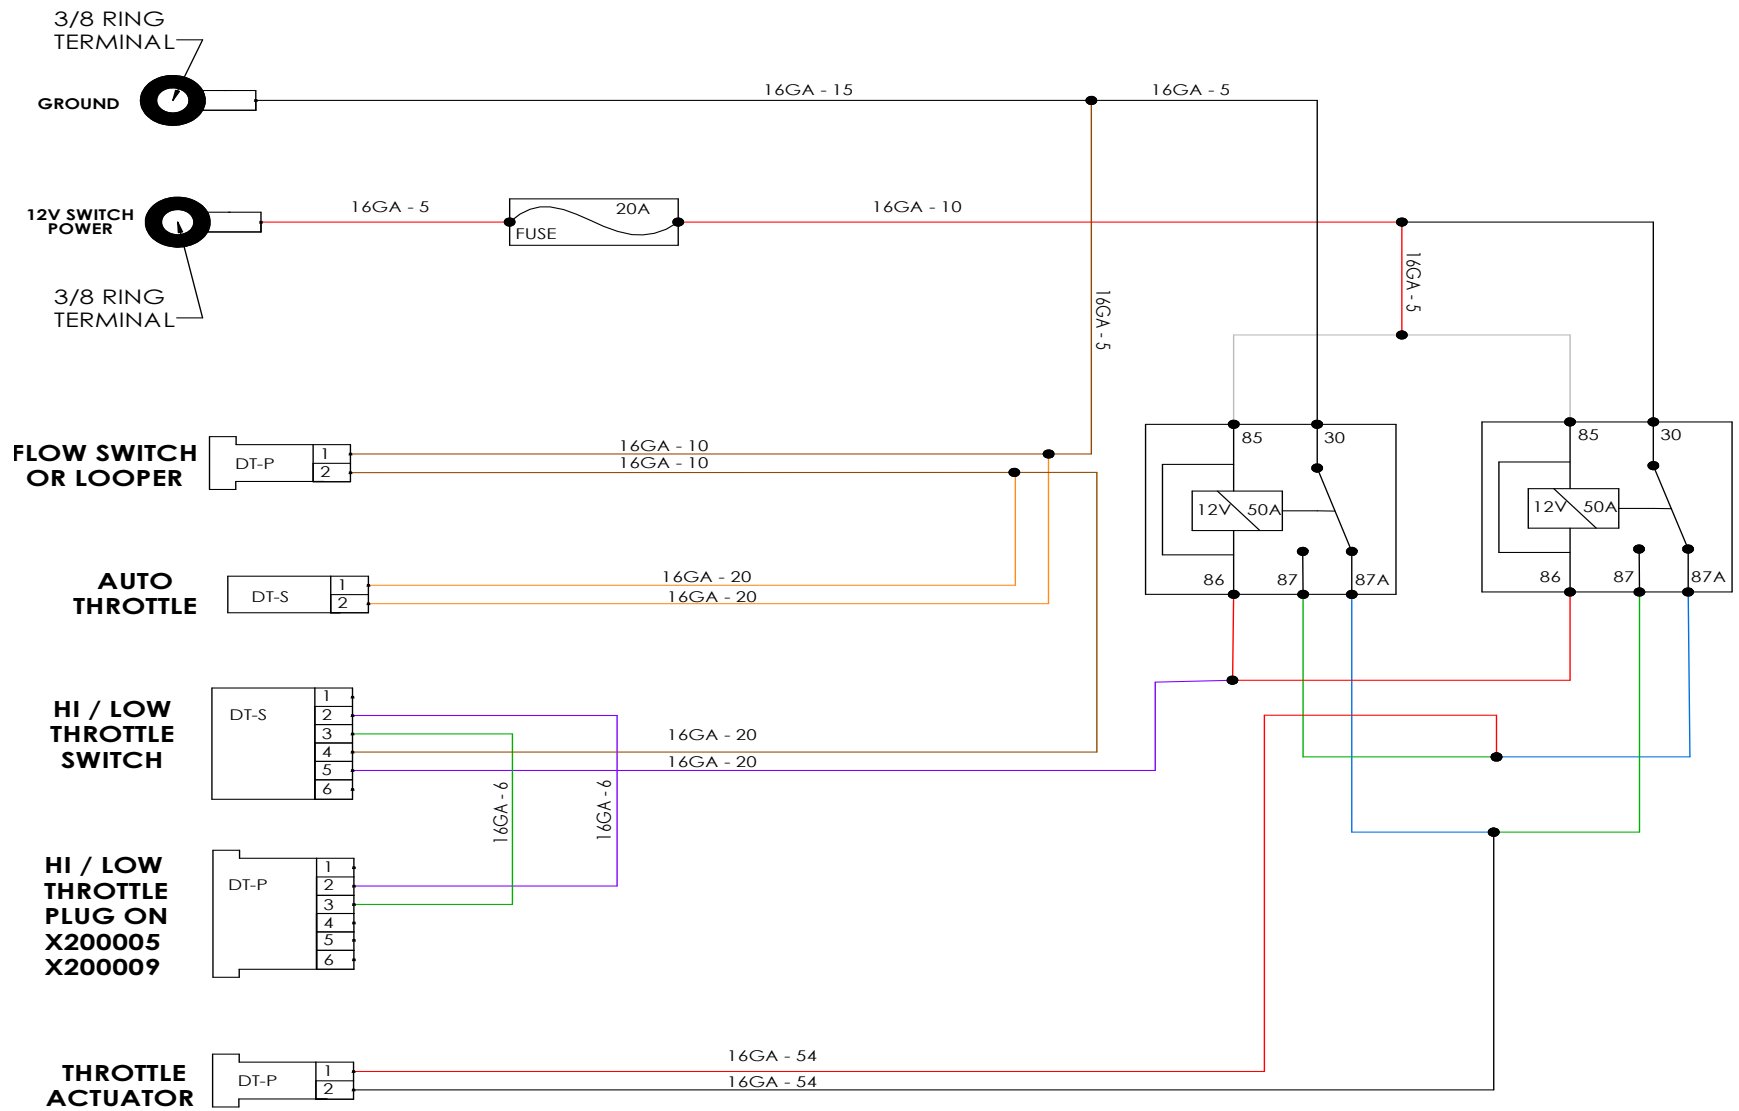 3/8 RING
TERMINAL
GROUND
16GA - 15
16GA - 5
12V SWITCH
POWER
16GA - 5
FUSE
20A
16GA - 10
16GA - 5
16GA - 5
3/8 RING
TERMINAL
FLOW SWITCH
OR LOOPER
DT-P
1
2
16GA - 10
16GA - 10
85
30
12V
50A
86
87
87A
85
30
12V
50A
86
87
87A
AUTO
THROTTLE
DT-S
1
2
16GA - 20
16GA - 20
HI / LOW
THROTTLE
SWITCH
DT-S
1
2
3
4
5
6
16GA - 20
16GA - 20
16GA - 6
16GA - 6
HI / LOW
THROTTLE
PLUG ON
X200005
X200009
DT-P
1
2
3
4
5
6
THROTTLE
ACTUATOR
DT-P
1
2
16GA - 54
16GA - 54